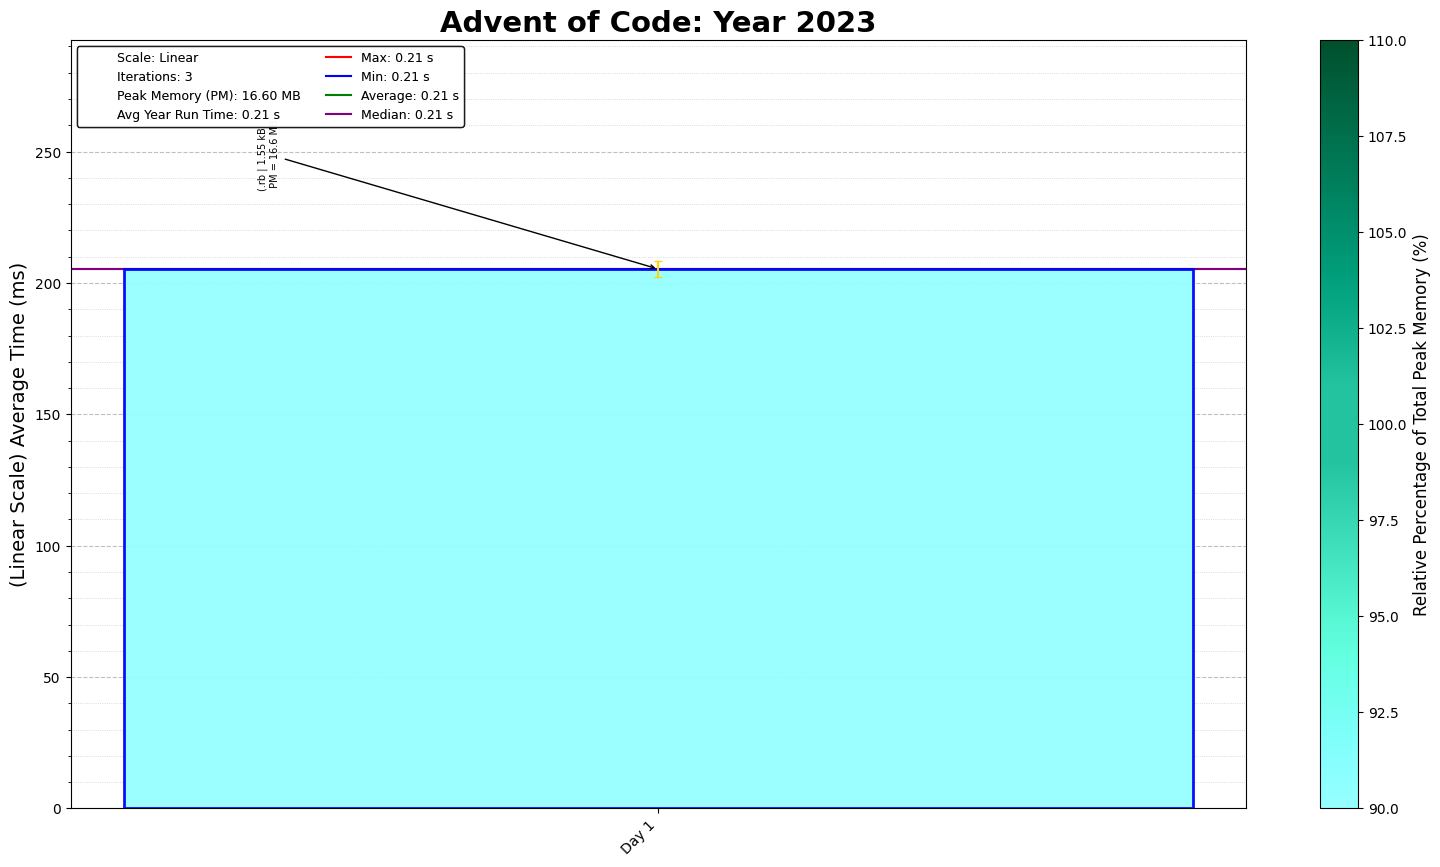 Advent of Code: Year 2023
Scale: Linear
Iterations: 3
Peak Memory (PM): 16.60 MB
Avg Year Run Time: 0.21 s
Max: 0.21 s
Min: 0.21 s
Average: 0.21 s
Median: 0.21 s
(.rb | 1.55 kB
PM = 16.6 M
(Linear Scale) Average Time (ms)
250
200
150
100
50
0
Day 1
110.0
107.5
105.0
102.5
100.0
97.5
95.0
92.5
90.0
Relative Percentage of Total Peak Memory (%)